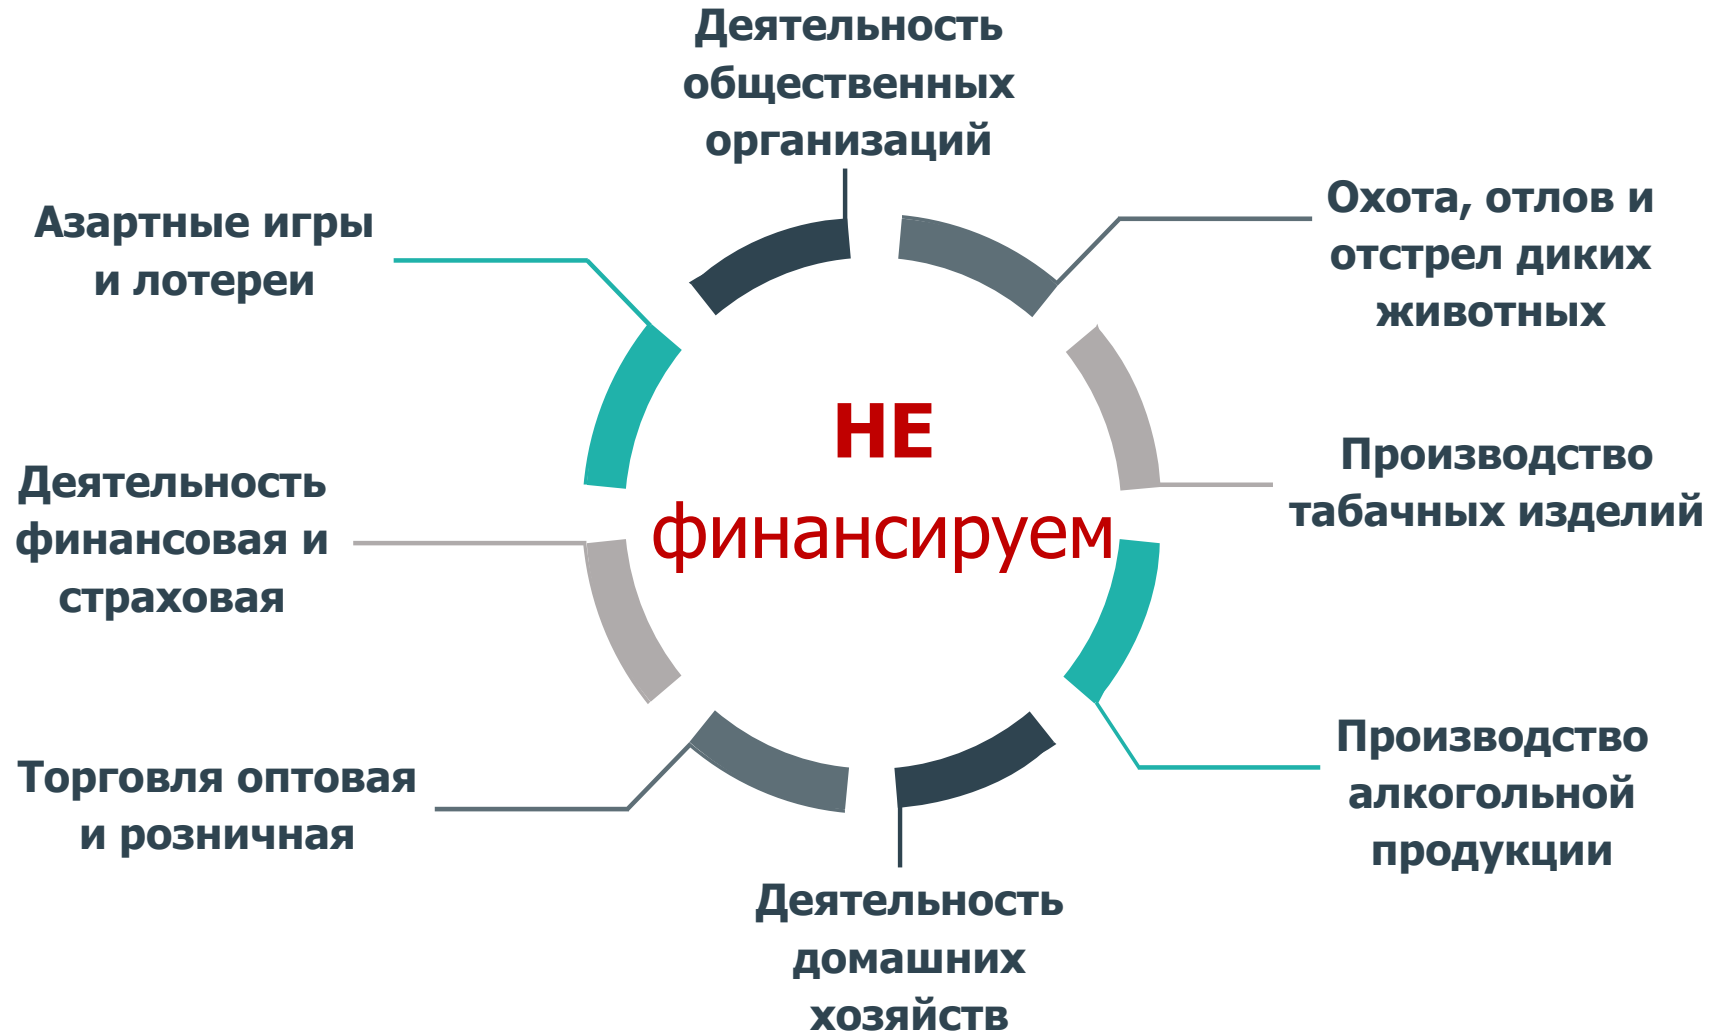 Деятельность
общественных
организаций
Охота, отлов и
отстрел диких
животных
Производство
табачных изделий
Производство
алкогольной
продукции
Деятельность
домашних
хозяйств
Торговля оптовая
и розничная
Деятельность
финансовая и
страховая
Азартные игры
и лотереи
НЕ
финансируем